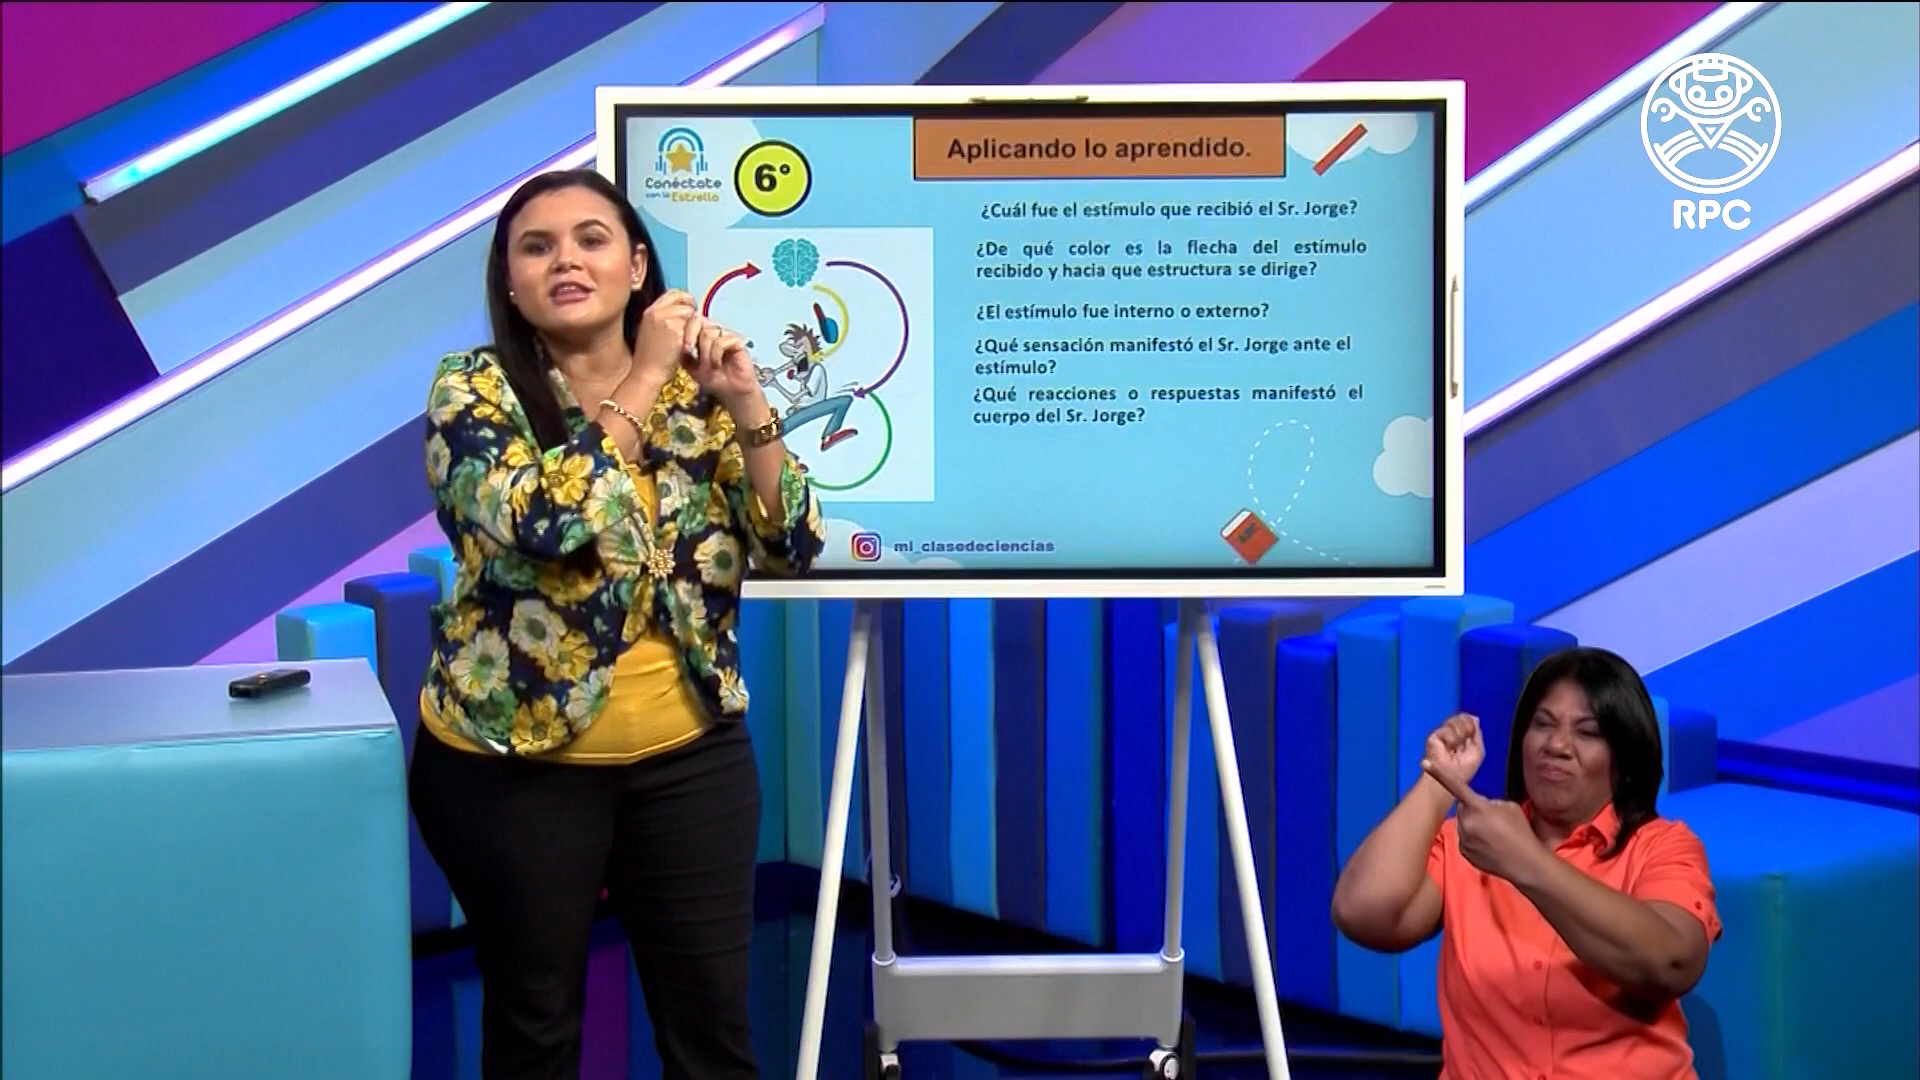 Aplicando lo aprendido.
Conéctate
con la Estrella
6°
¿Cuál fue el estímulo que recibió el Sr. Jorge?
¿De qué color es la flecha del estímulo
recibido y hacia que estructura se dirige?
¿El estímulo fue interno o externo?
¿Qué sensación manifestó el Sr. Jorge ante el
estímulo?
¿Qué reacciones o respuestas manifestó el
cuerpo del Sr. Jorge?
mi_clasedeciencias
ABC
RPC